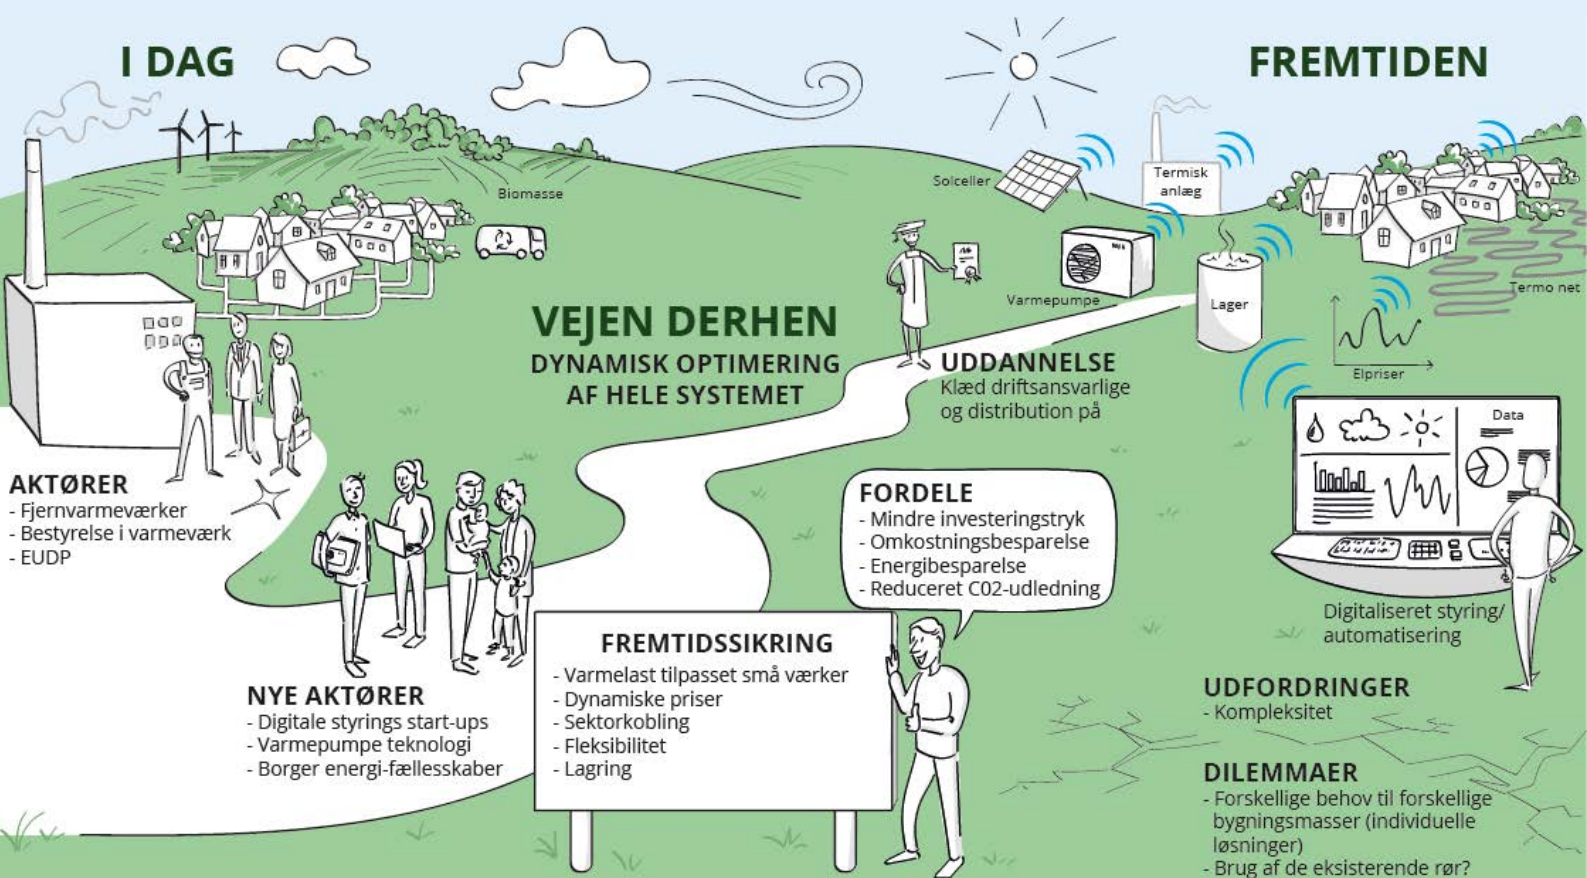 I DAG
FREMTIDEN
Biomasse
Solceller
Termisk
anlæg
Varmepumpe
Lager
Termo net
Elpriser
VEJEN DERHEN
DYNAMISK OPTIMERING
AF HELE SYSTEMET
UDDANNELSE
Klæd driftsansvarlige
og distribution på
Data
AKTØRER
- Fjernvarmeværker
- Bestyrelse i varmeværk
- EUDP
FORDELE
- Mindre investeringstryk
- Omkostningsbesparelse
- Energibesparelse
- Reduceret C02-udledning
Digitaliseret styring/
automatisering
NYE AKTØRER
- Digitale styrings start-ups
- Varmepumpe teknologi
- Borger energi-fællesskaber
FREMTIDSSIKRING
- Varmelast tilpasset små værker
- Dynamiske priser
- Sektorkobling
- Fleksibilitet
- Lagring
UDFORDRINGER
- Kompleksitet
DILEMMAER
- Forskellige behov til forskellige
bygningsmasser (individuelle
løsninger)
- Brug af de eksisterende rør?